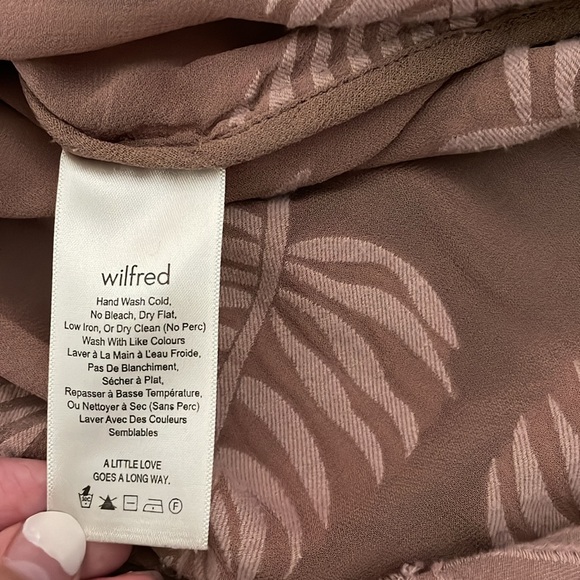 wilfred
Hand Wash Cold,
No Bleach, Dry Flat,
Low Iron, Or Dry Clean (No Perc)
Wash With Like Colours
Laver à La Main à L'eau Froide,
Pas De Blanchiment,
Sécher à Plat,
Repasser à Basse Température,
Ou Nettoyer à Sec (Sans Perc)
Laver Avec Des Couleurs
Semblables
A LITTLE LOVE
GOES A LONG WAY.
30C F